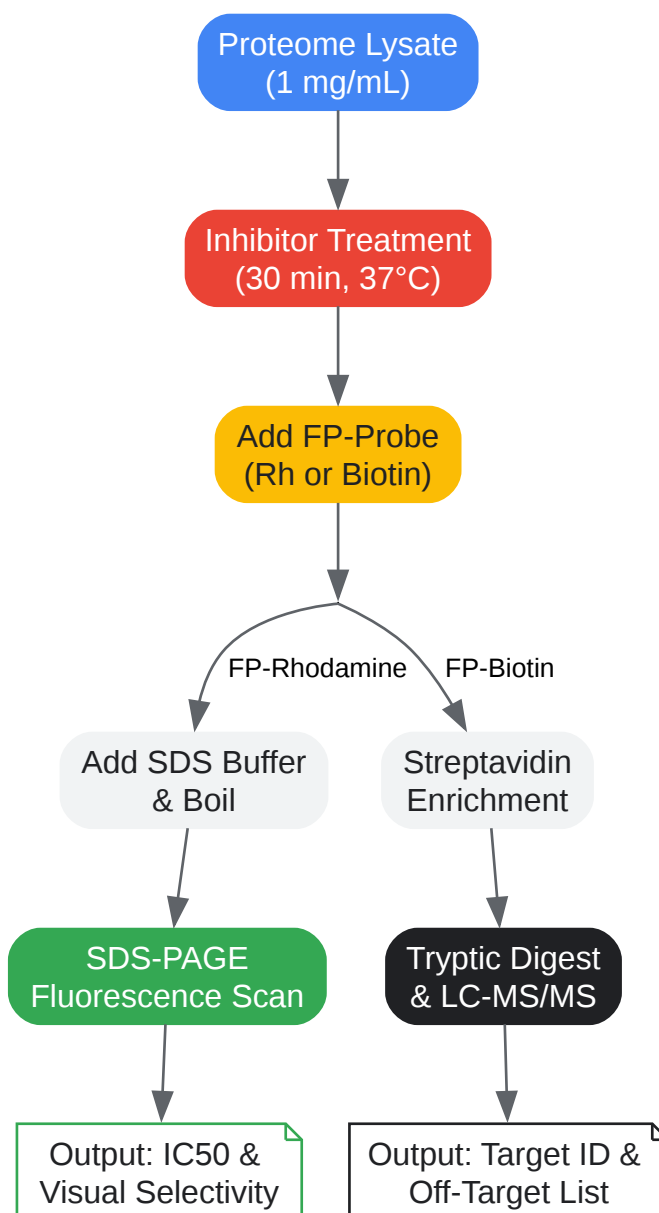 Proteome Lysate
(1 mg/mL)
Inhibitor Treatment
(30 min, 37°C)
Add FP-Probe
(Rh or Biotin)
FP-Rhodamine
FP-Biotin
Add SDS Buffer
& Boil
Streptavidin
Enrichment
SDS-PAGE
Fluorescence Scan
Tryptic Digest
& LC-MS/MS
Output: IC50 &
Visual Selectivity
Output: Target ID &
Off-Target List